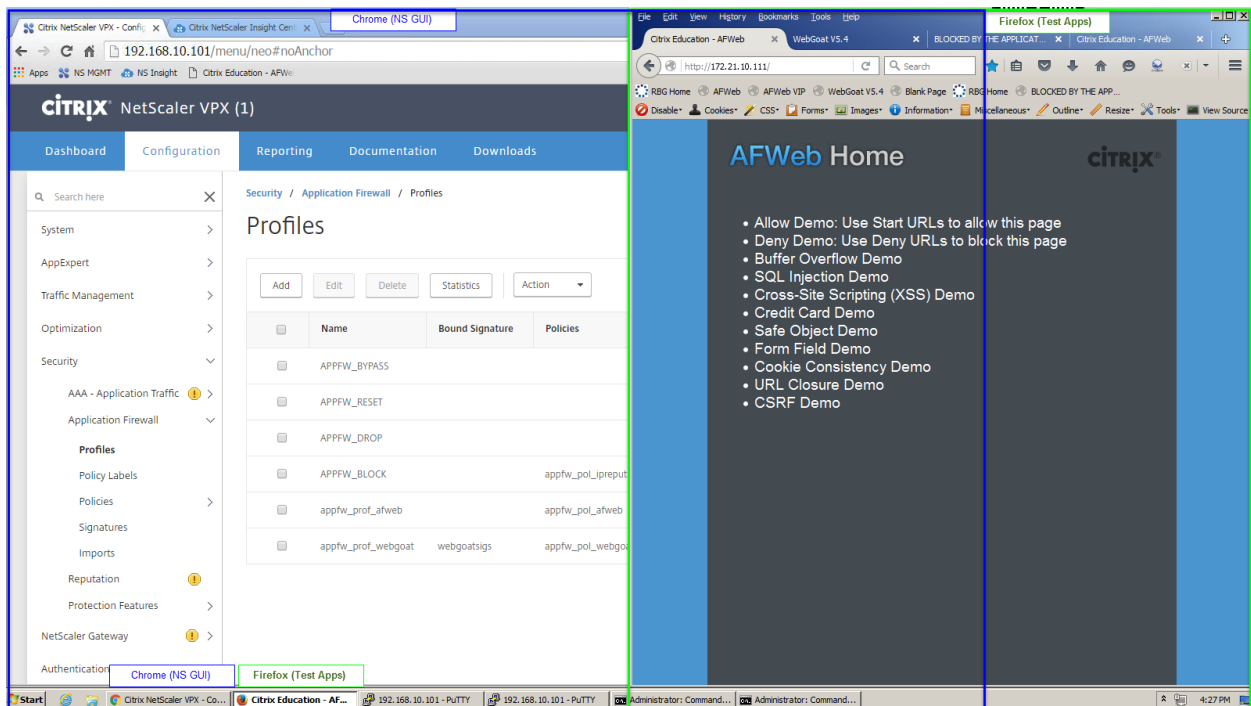 Chrome (NS GUI)
Citrix NetScaler VPX - Config
Citrix NetScaler Insight Cent
192.168.10.101/menu/neo#noAnchor
Apps
NS MGMT
NS Insight
Citrix Education - AFWe
CİTRIX® NetScaler VPX (1)
Dashboard
Configuration
Reporting
Documentation
Downloads
Search here
System
AppExpert
Traffic Management
Optimization
Security
AAA - Application Traffic
Application Firewall
Profiles
Policy Labels
Policies
Signatures
Imports
Reputation
Protection Features
NetScaler Gateway
Authentication
Security / Application Firewall / Profiles
Profiles
Add
Edit
Delete
Statistics
Action
Name
Bound Signature
Policies
APPFW_BYPASS
APPFW_RESET
APPFW_DROP
APPFW_BLOCK
appfw_pol_ipreput
appfw_prof_afweb
appfw_pol_afweb
appfw_prof_webgoat
webgoatsigs
appfw_pol_webgoa
File Edit View History Bookmarks Tools Help
Firefox (Test Apps)
Citrix Education - AFWeb
WebGoat V5.4
BLOCKED BY THE APPLICAT...
Citrix Education - AFWeb
http://172.21.10.111/
Search
RBG Home
AFWeb
AFWeb VIP
WebGoat V5.4
Blank Page
RBG Home
BLOCKED BY THE APP...
Disable
Cookies
CSS
Forms
Images
Information
Miscellaneous
Outline
Resize
Tools
View Source
AFWeb Home
CİTRIX®
• Allow Demo: Use Start URLs to allow this page
• Deny Demo: Use Deny URLs to block this page
• Buffer Overflow Demo
• SQL Injection Demo
• Cross-Site Scripting (XSS) Demo
• Credit Card Demo
• Safe Object Demo
• Form Field Demo
• Cookie Consistency Demo
• URL Closure Demo
• CSRF Demo
Chrome (NS GUI)
Firefox (Test Apps)
Start
Citrix NetScaler VPX - Co...
Citrix Education - AF...
192.168.10.101 - PuTTY
192.168.10.101 - PuTTY
Administrator: Command...
Administrator: Command...
4:27 PM